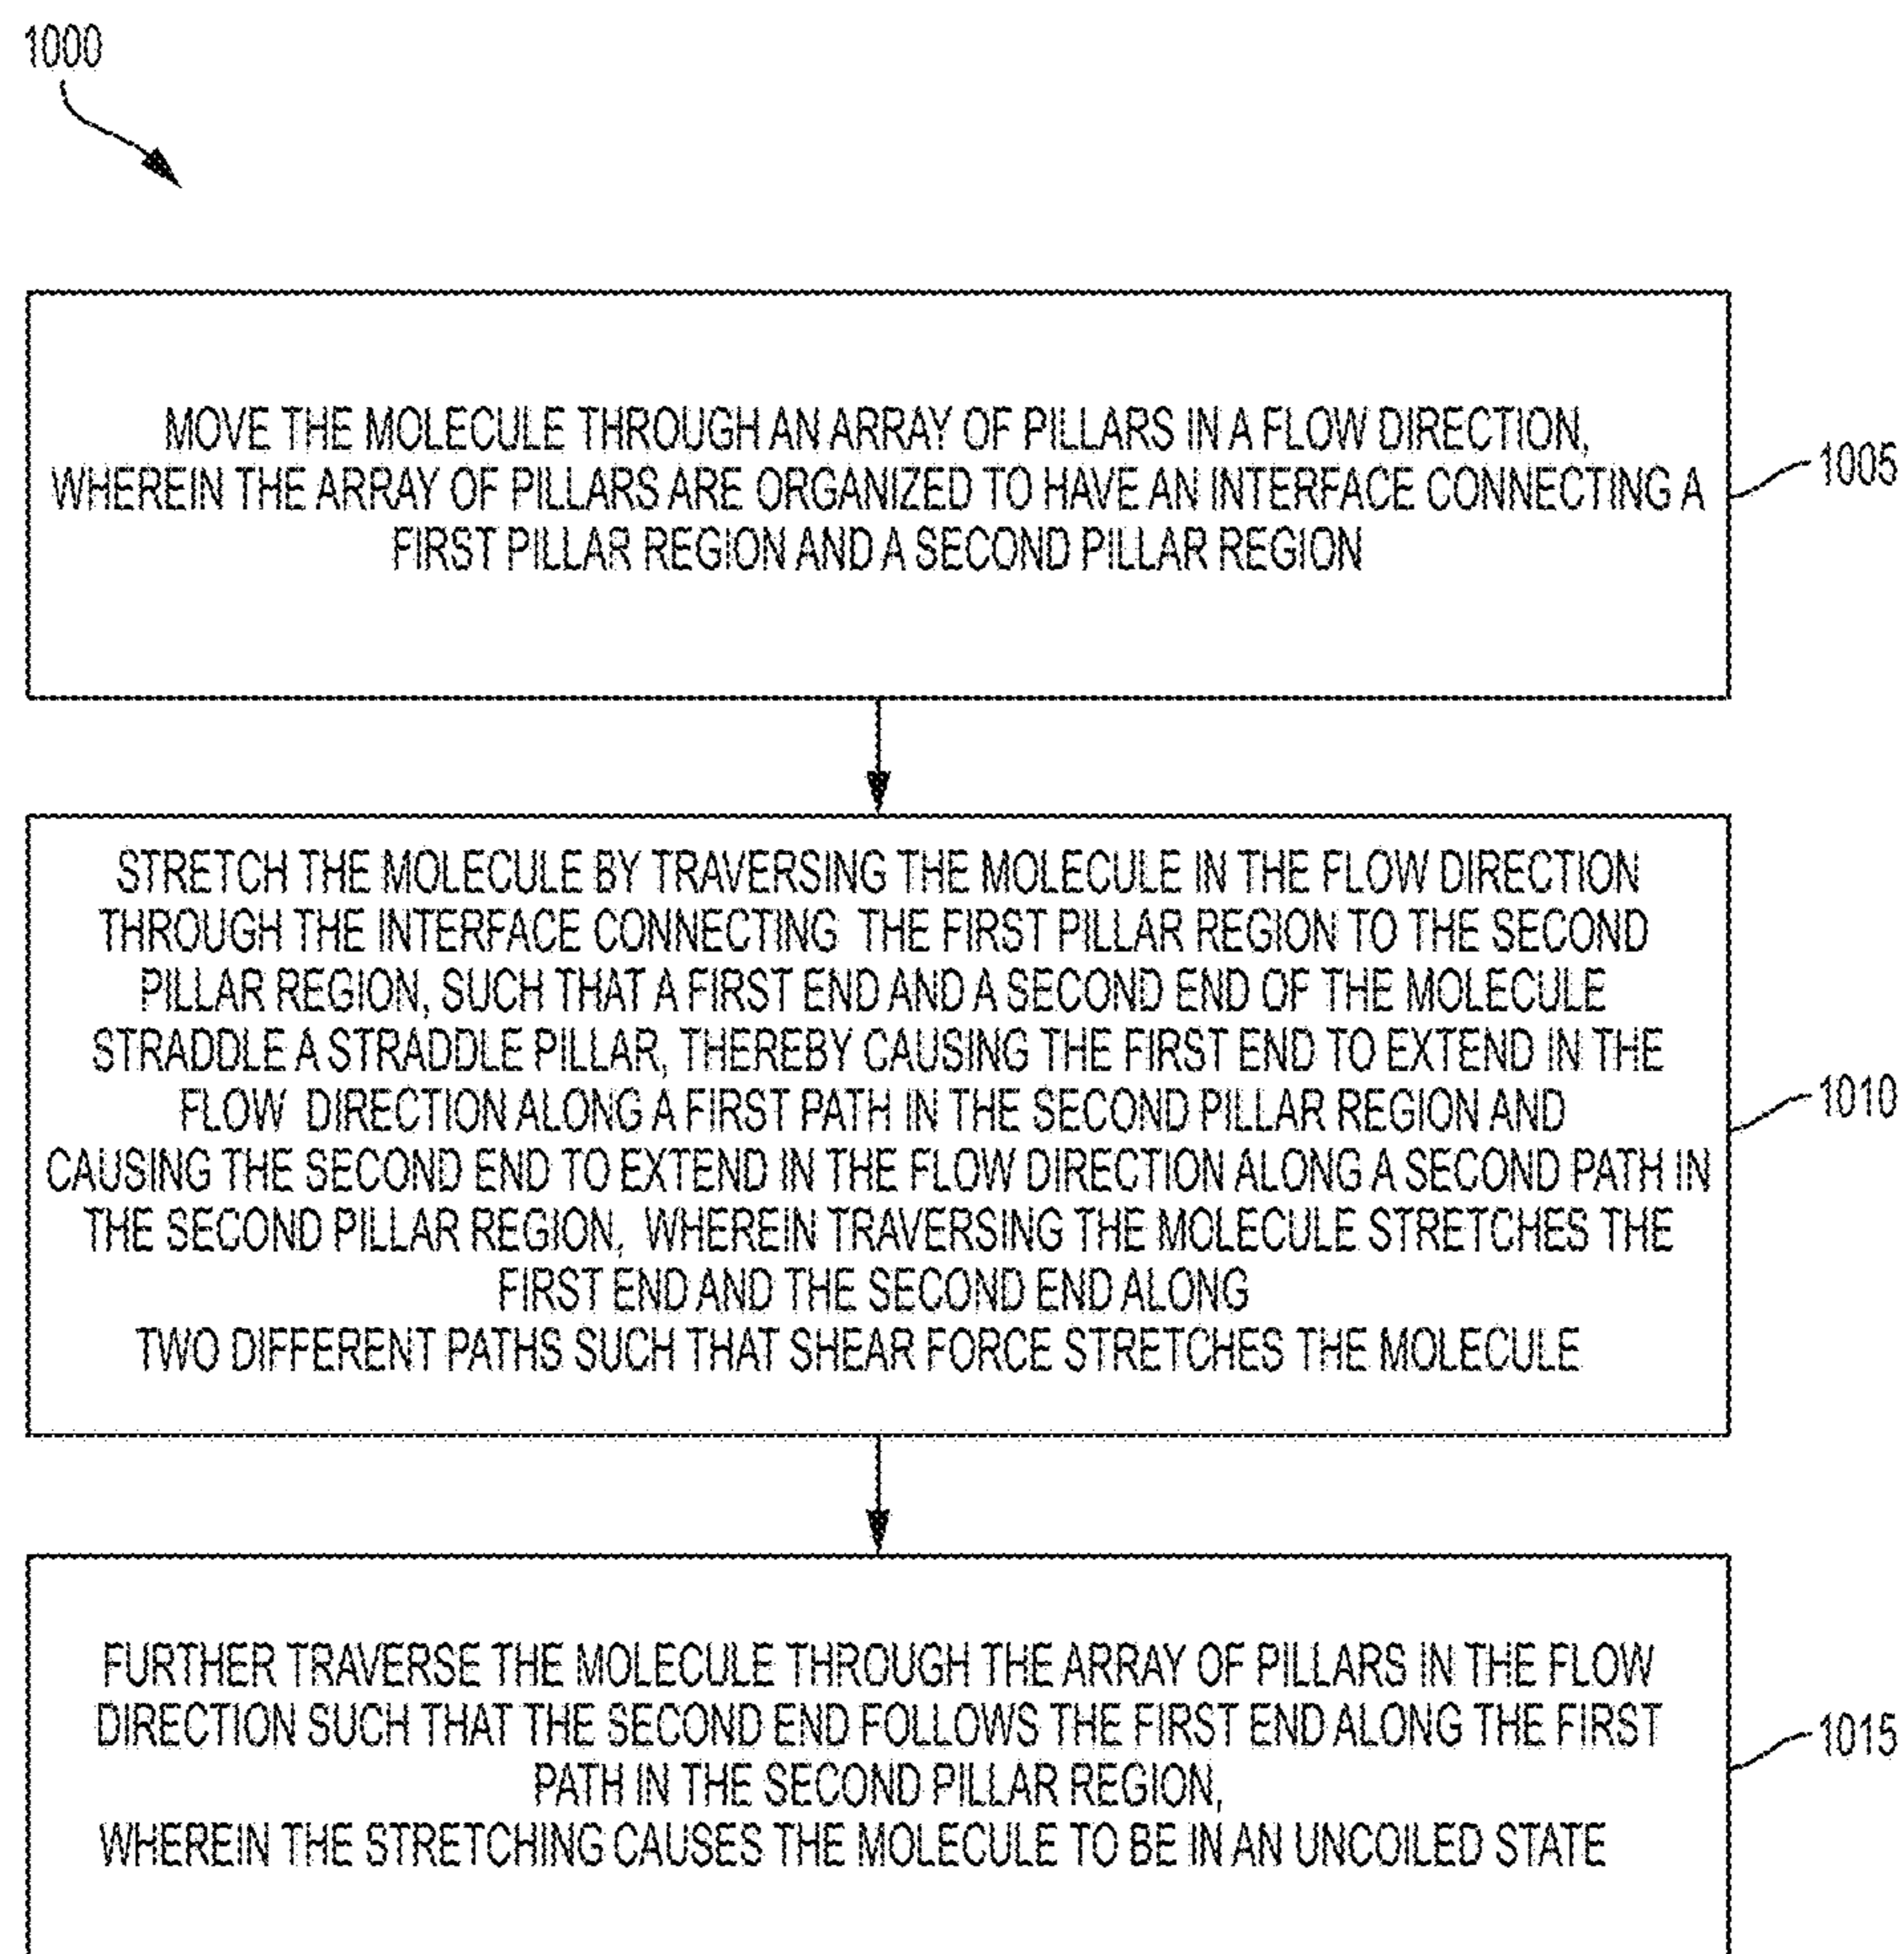 1000
MOVE THE MOLECULE THROUGH AN ARRAY OF PILLARS IN A FLOW DIRECTION,
WHEREIN THE ARRAY OF PILLARS ARE ORGANIZED TO HAVE AN INTERFACE CONNECTING A
FIRST PILLAR REGION AND A SECOND PILLAR REGION
1005
STRETCH THE MOLECULE BY TRAVERSING THE MOLECULE IN THE FLOW DIRECTION
THROUGH THE INTERFACE CONNECTING THE FIRST PILLAR REGION TO THE SECOND
PILLAR REGION, SUCH THAT A FIRST END AND A SECOND END OF THE MOLECULE
STRADDLE A STRADDLE PILLAR, THEREBY CAUSING THE FIRST END TO EXTEND IN THE
FLOW DIRECTION ALONG A FIRST PATH IN THE SECOND PILLAR REGION AND
CAUSING THE SECOND END TO EXTEND IN THE FLOW DIRECTION ALONG A SECOND PATH IN
THE SECOND PILLAR REGION, WHEREIN TRAVERSING THE MOLECULE STRETCHES THE
FIRST END AND THE SECOND END ALONG
TWO DIFFERENT PATHS SUCH THAT SHEAR FORCE STRETCHES THE MOLECULE
1010
FURTHER TRAVERSE THE MOLECULE THROUGH THE ARRAY OF PILLARS IN THE FLOW
DIRECTION SUCH THAT THE SECOND END FOLLOWS THE FIRST END ALONG THE FIRST
PATH IN THE SECOND PILLAR REGION,
WHEREIN THE STRETCHING CAUSES THE MOLECULE TO BE IN AN UNCOILED STATE
1015